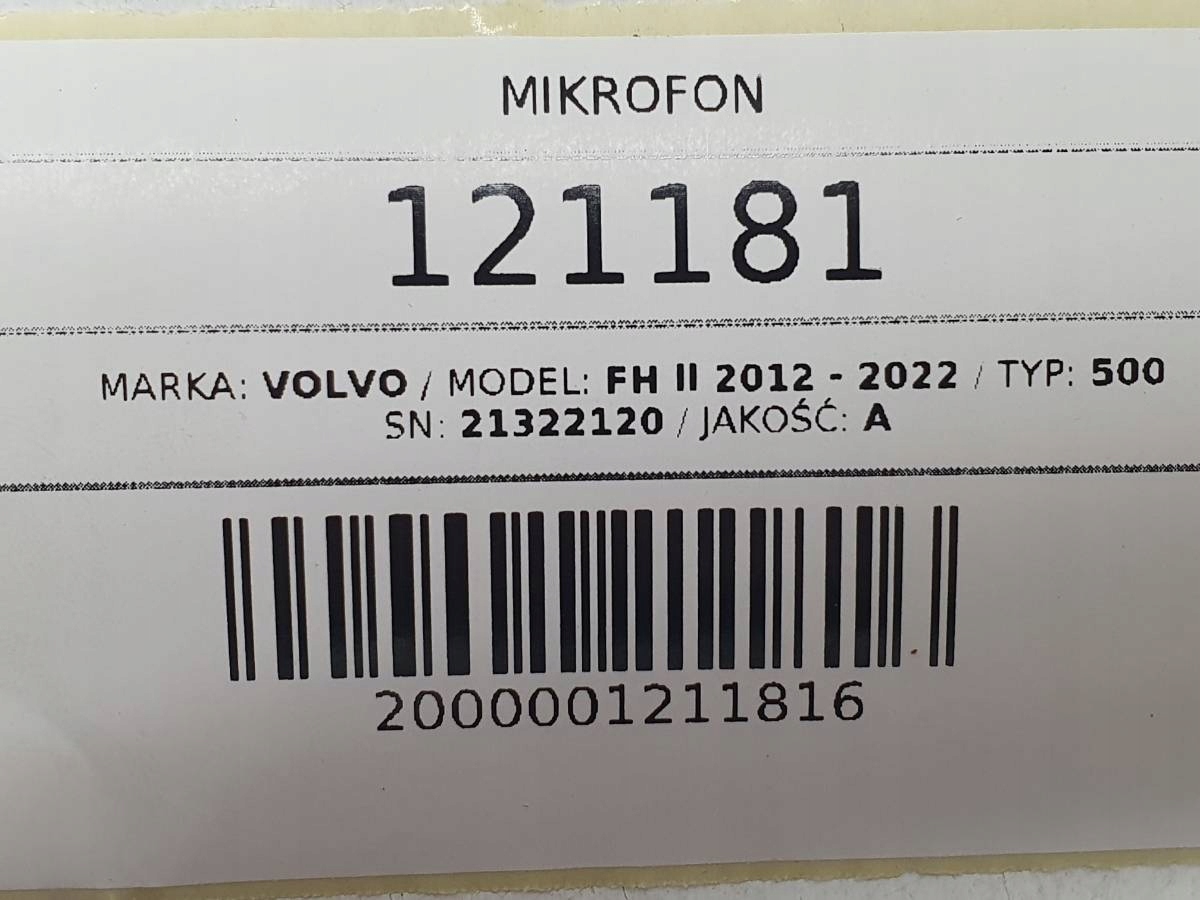 MIKROFON
121181
MARKA: VOLVO / MODEL: FH II 2012 - 2022 / TYP: 500
SN: 21322120 / JAKOŚĆ: A
2000001211816